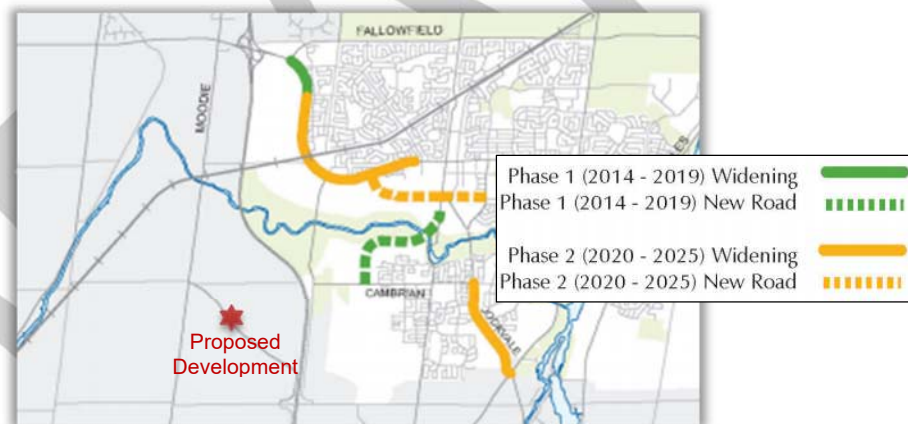 FALLOWFIELD
MOODIE
Phase 1 (2014 - 2019) Widening
Phase 1 (2014 - 2019) New Road
Phase 2 (2020 - 2025) Widening
Phase 2 (2020 - 2025) New Road
CAMBRIAN
JOCKVALE
Proposed
Development